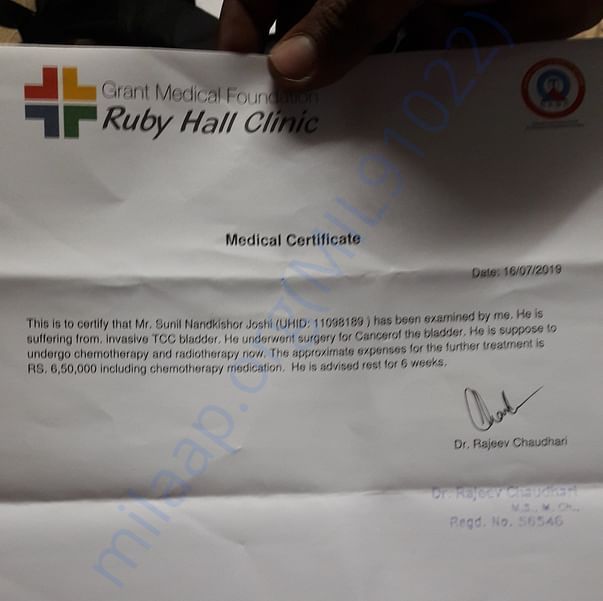 Grant Medical Foundation
Ruby Hall Clinic
Medical Certificate
Date: 16/07/2019
This is to certify that Mr. Sunil Nandkishor Joshi (UHID: 11098189 ) has been examined by me. He is
suffering from. invasive TCC bladder. He underwent surgery for Cancerof the bladder. He is suppose to
undergo chemotherapy and radiotherapy now. The approximate expenses for the further treatment is
RS. 6,50,000 including chemotherapy medication. He is advised rest for 6 weeks.
Dr. Rajeev Chaudhari
Dr. Rajeev Chaudhari
M.S., M. Ch.,
Regd. No. 56546
milaap.org(MIL91022)